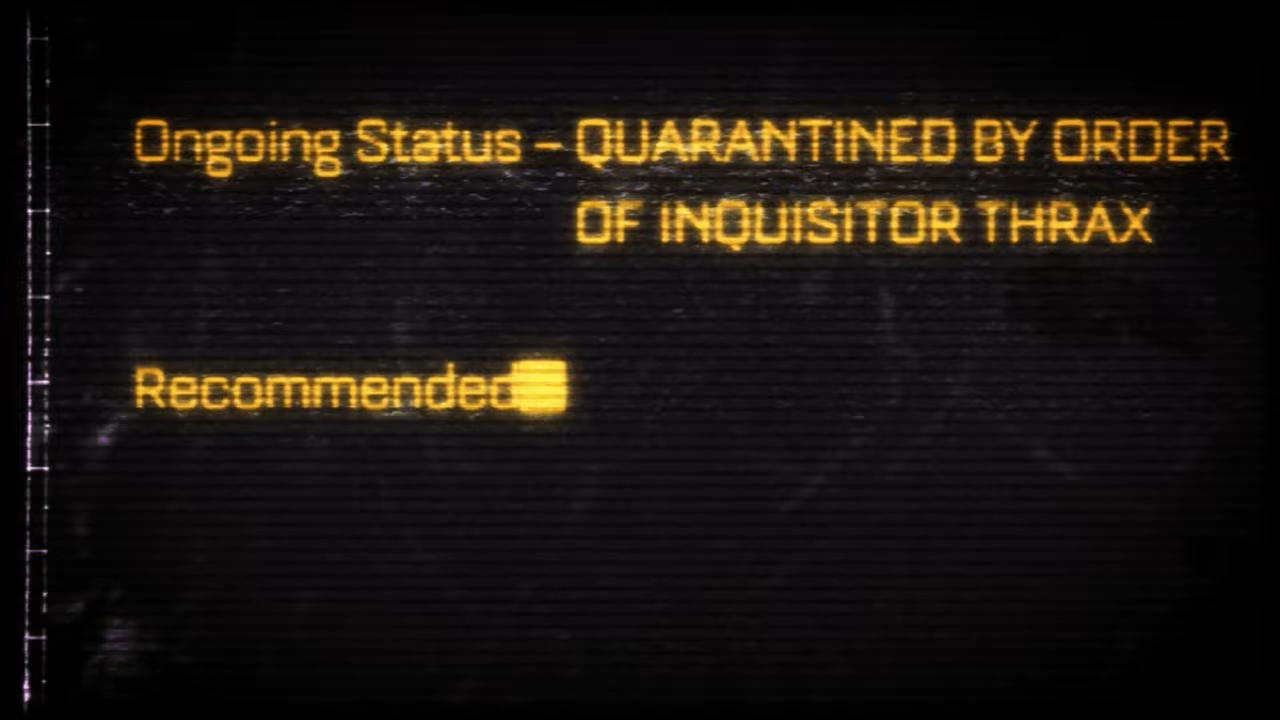 Ongoing Status – QUARANTINED BY ORDER
OF INQUISITOR THRAX
Recommended